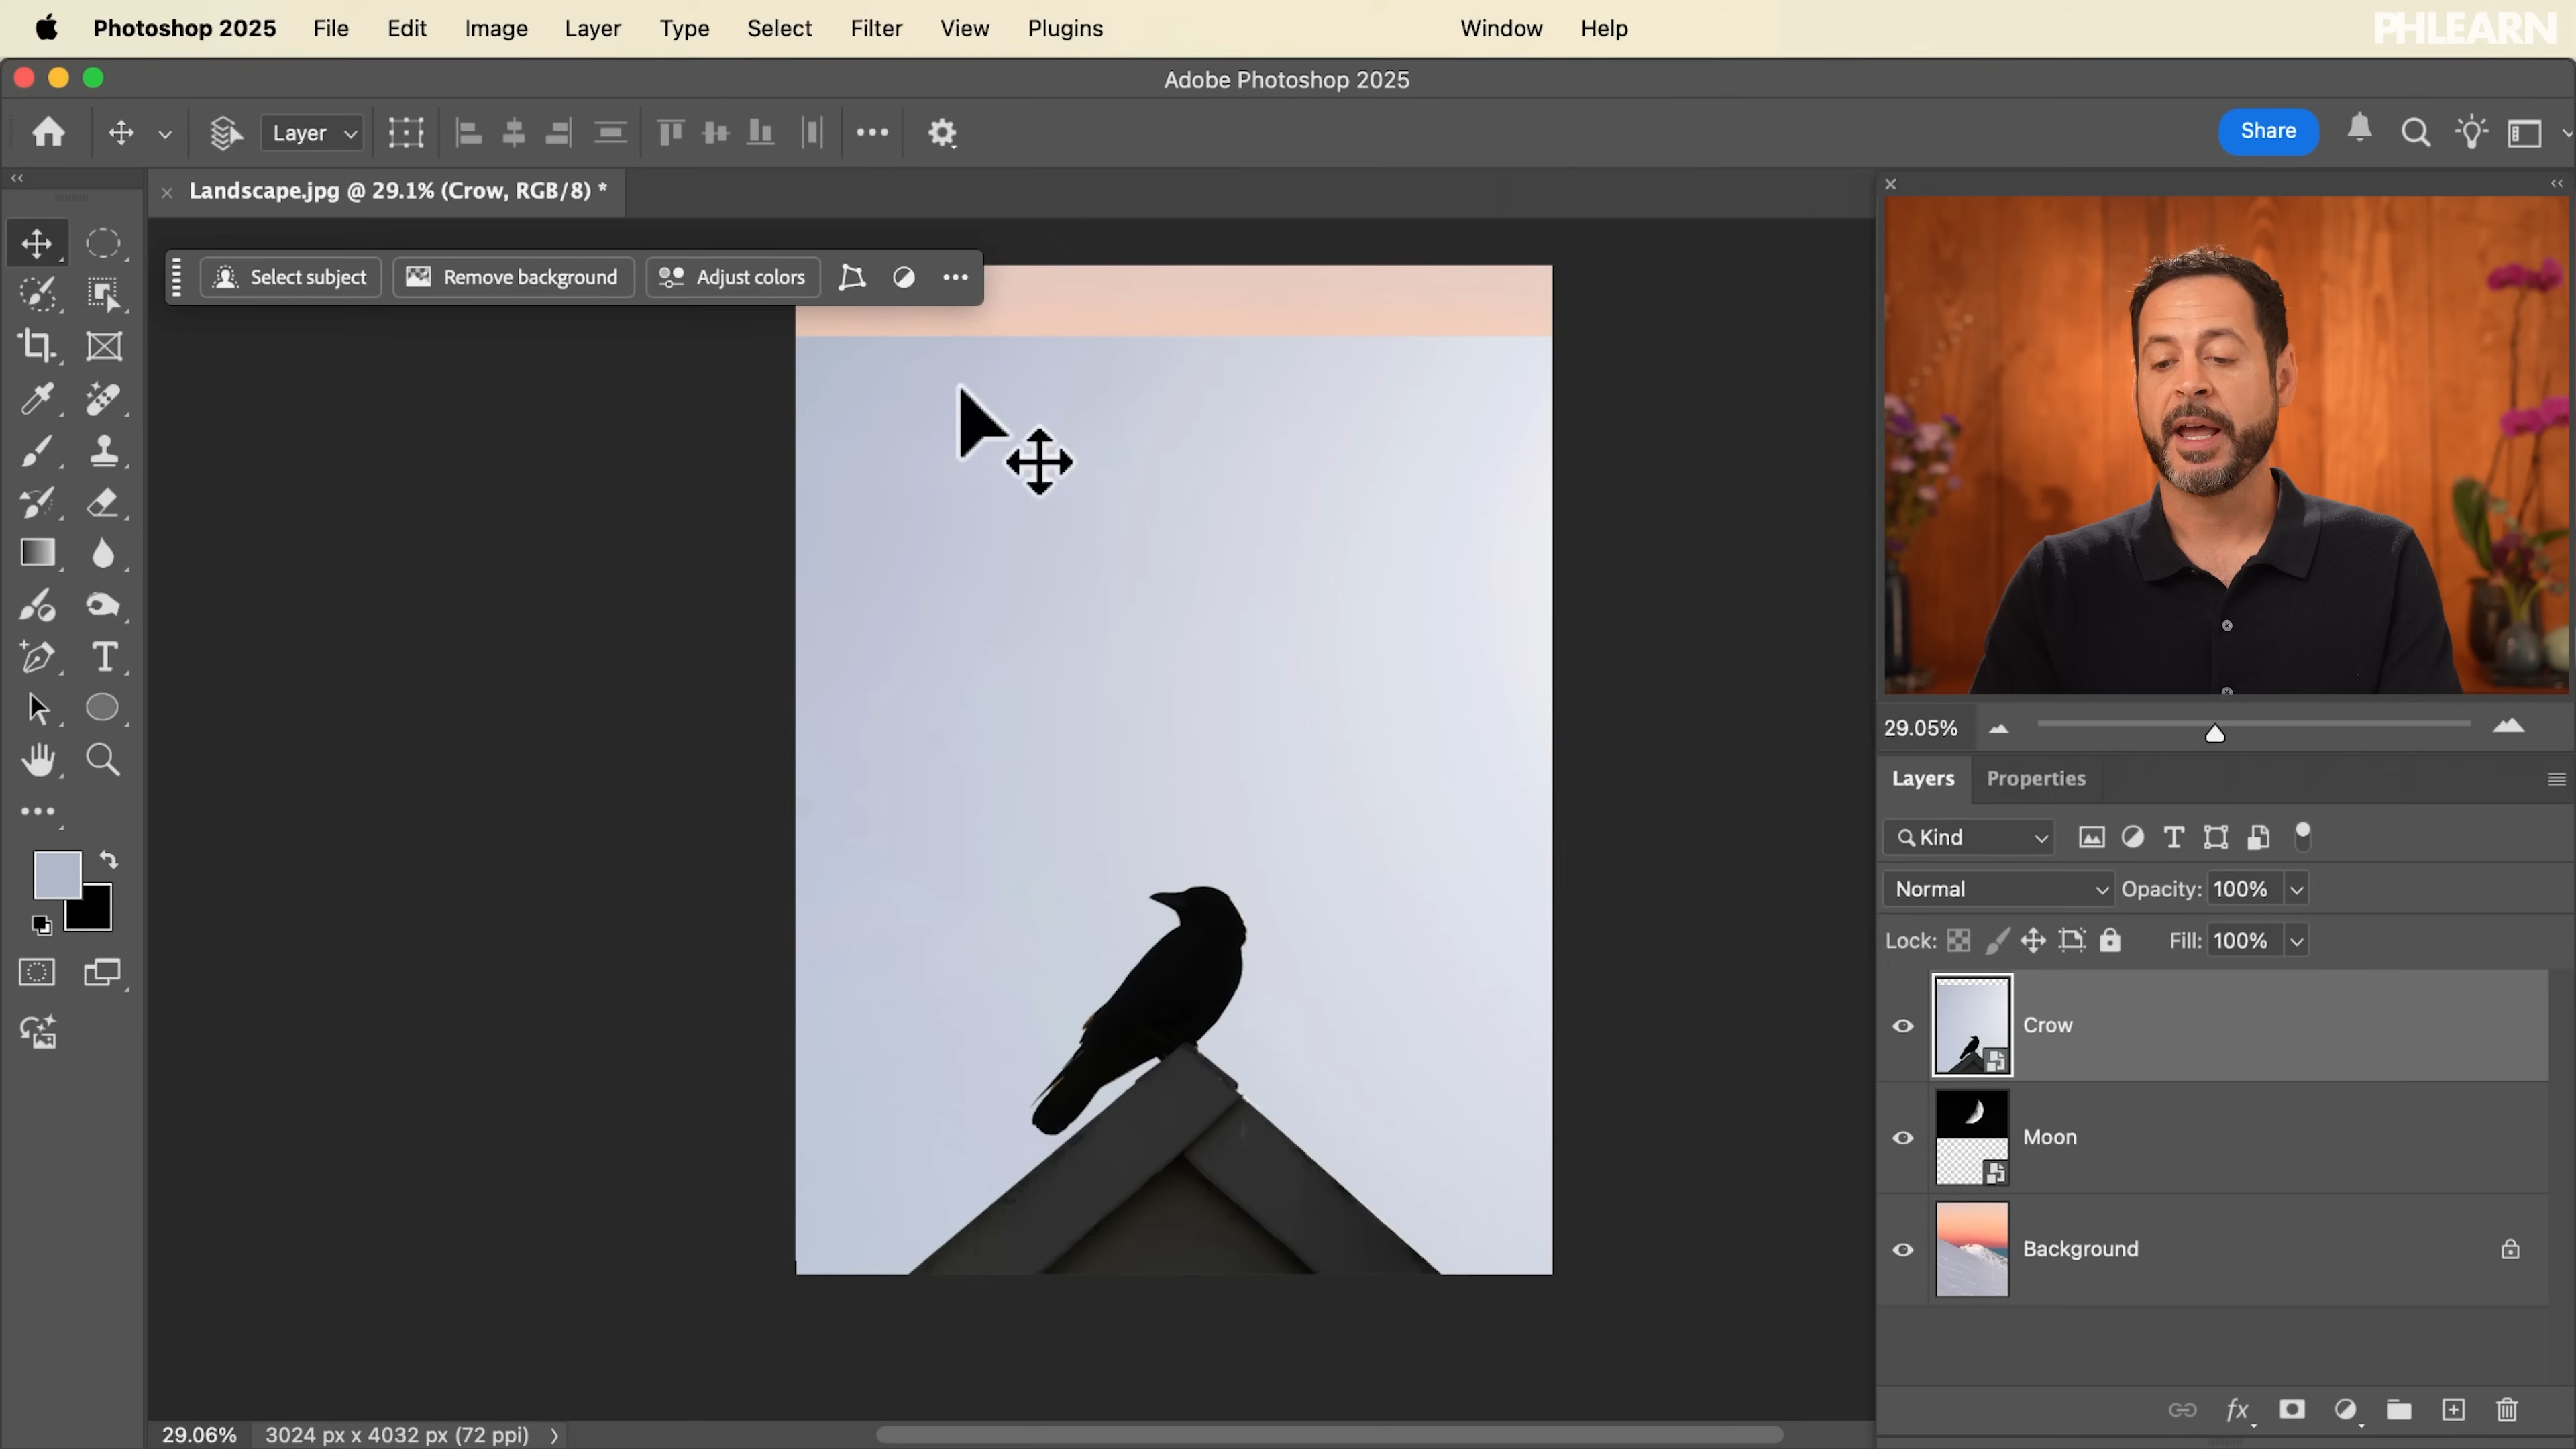 Photoshop 2025 File Edit Image Layer Type Select Filter View Plugins Window Help
PHLEARN
Adobe Photoshop 2025
Layer
Share
Landscape.jpg @ 29.1% (Crow, RGB/8) *
Select subject Remove background Adjust colors
29.05%
Layers Properties
Kind
Normal Opacity: 100%
Lock: Fill: 100%
Crow
Moon
Background
fx
29.06% 3024 px x 4032 px (72 ppi)